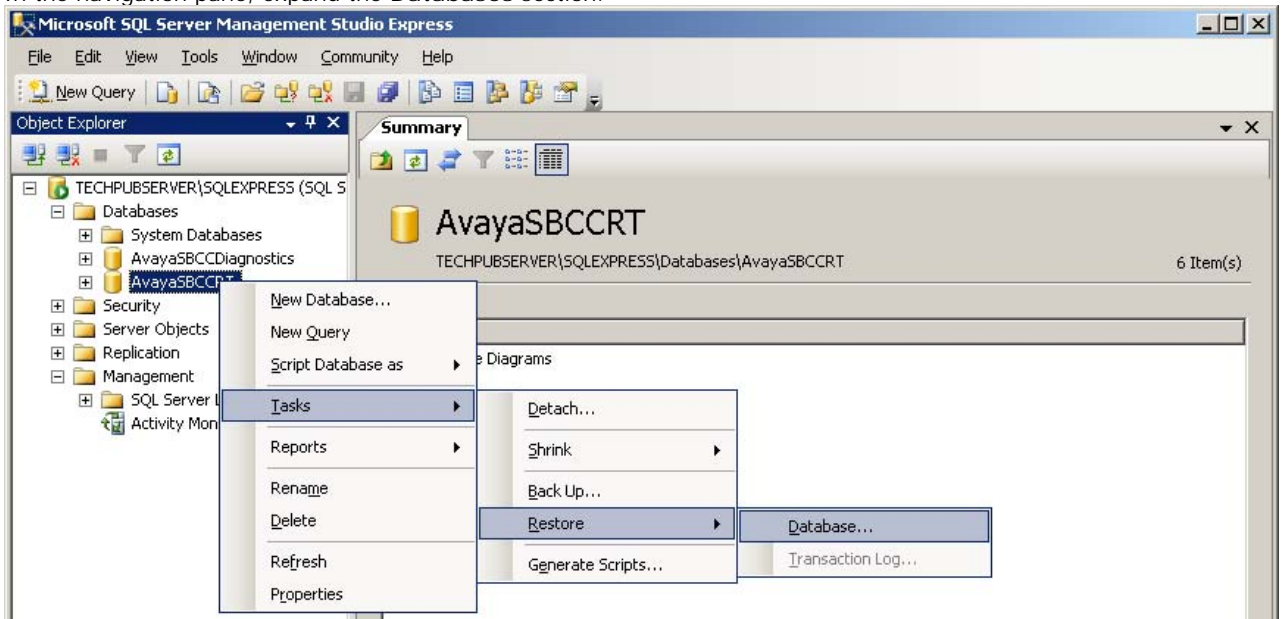 In the navigation pane, expand the Databases section.
Microsoft SQL Server Management Studio Express
File Edit View Tools Window Community Help
New Query
Object Explorer
Summary
TECHPUBSERVER\SQLEXPRESS (SQL S
Databases
System Databases
AvayaSBCCDiagnostics
AvayaSBCCRT
Security
Server Objects
Replication
Management
SQL Server L
Activity Mon
AvayaSBCCRT
TECHPUBSERVER\SQLEXPRESS\Databases\AvayaSBCCRT
6 Item(s)
e Diagrams
New Database...
New Query
Script Database as
Tasks
Reports
Rename
Delete
Refresh
Properties
Detach...
Shrink
Back Up...
Restore
Generate Scripts...
Database...
Transaction Log...